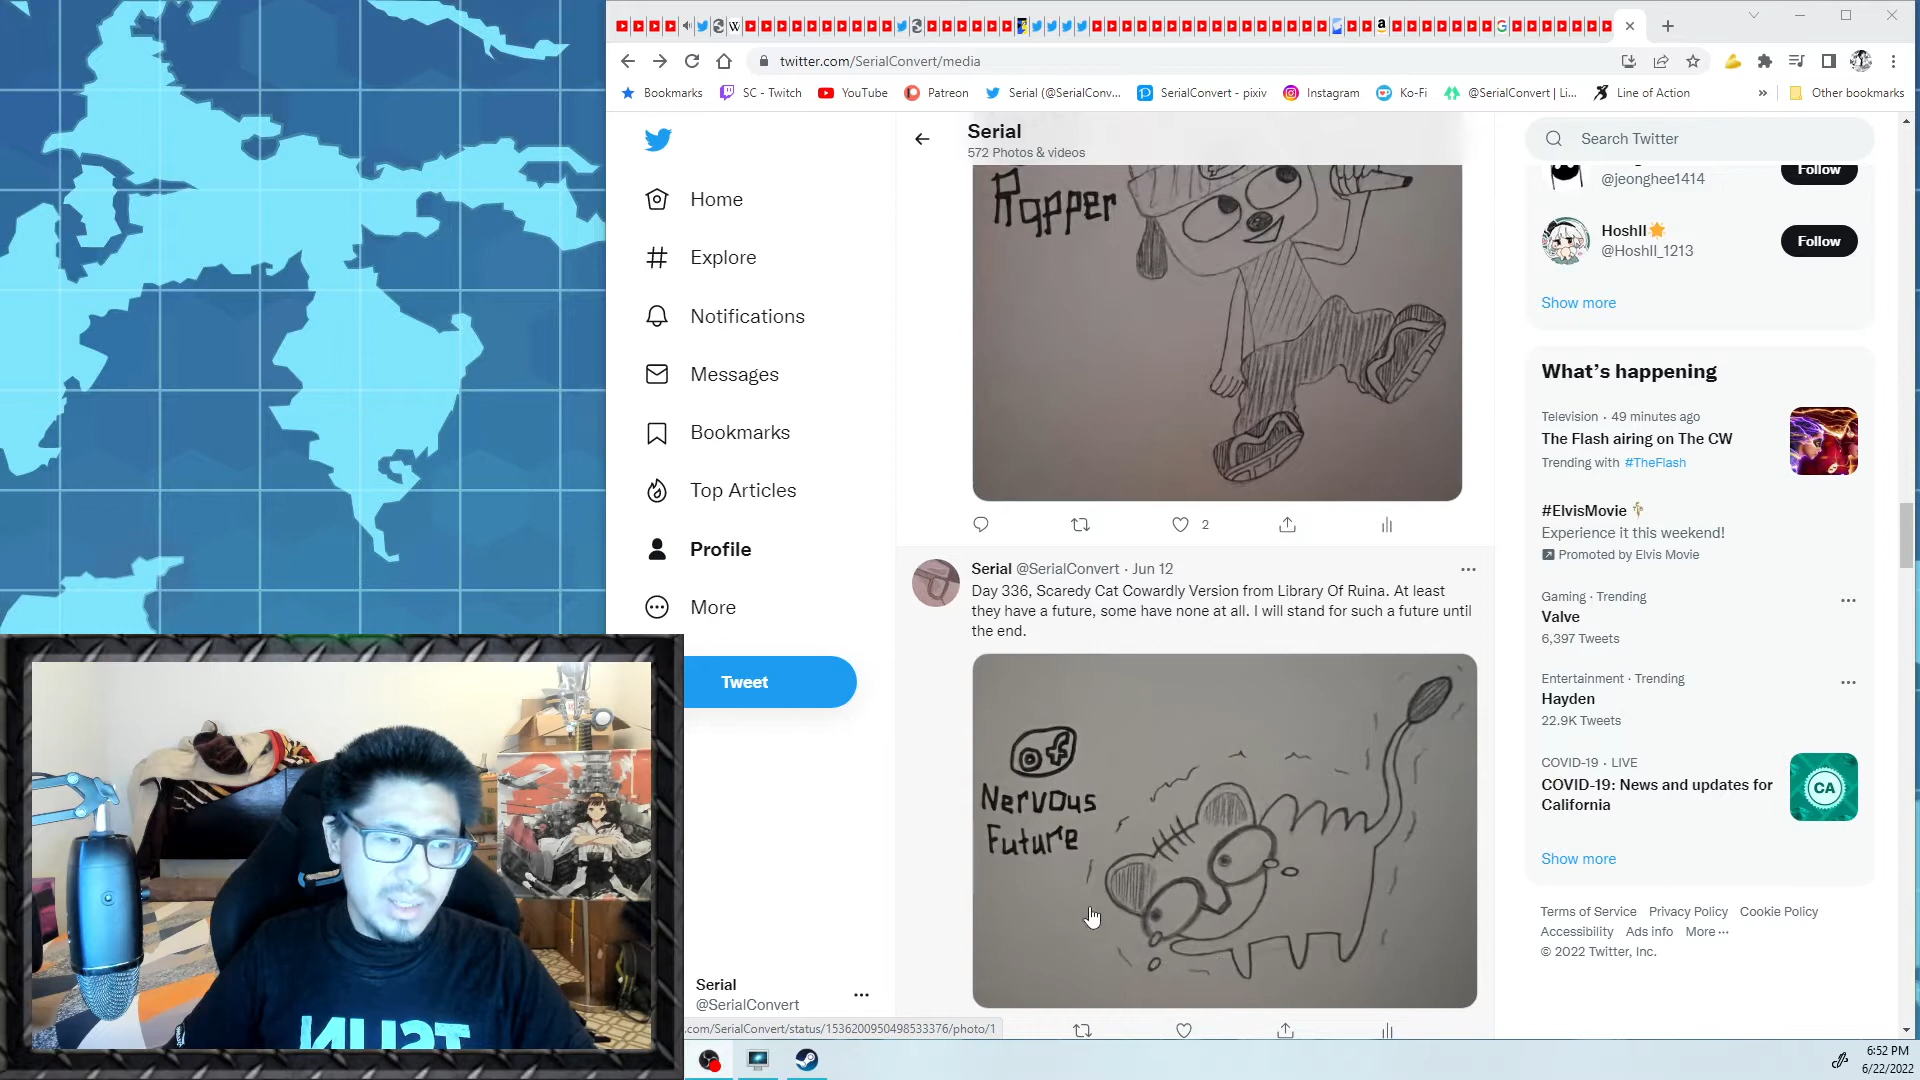 twitter.com/SerialConvert/media
Bookmarks
SC - Twitch
YouTube
Patreon
Serial (@SerialConv...
SerialConvert - pixiv
Instagram
Ko-Fi
@SerialConvert | Li...
Line of Action
»
Other bookmarks
Serial
572 Photos & videos
Search Twitter
Home
Explore
Notifications
Messages
Bookmarks
Top Articles
Profile
More
Tweet
Serial
@SerialConvert
Rapper
2
Serial @SerialConvert · Jun 12
Day 336, Scaredy Cat Cowardly Version from Library Of Ruina. At least
they have a future, some have none at all. I will stand for such a future until
the end.
Nervous
Future
.com/SerialConvert/status/1536200950498533376/photo/1
@jeonghee1414
Follow
HoshII🌟
@HoshII_1213
Follow
Show more
What's happening
Television · 49 minutes ago
The Flash airing on The CW
Trending with #TheFlash
#ElvisMovie
Experience it this weekend!
Promoted by Elvis Movie
Gaming · Trending
Valve
6,397 Tweets
Entertainment · Trending
Hayden
22.9K Tweets
COVID-19 · LIVE
COVID-19: News and updates for
California
CA
Show more
Terms of Service Privacy Policy Cookie Policy
Accessibility Ads info More ···
© 2022 Twitter, Inc.
6:52 PM
6/22/2022